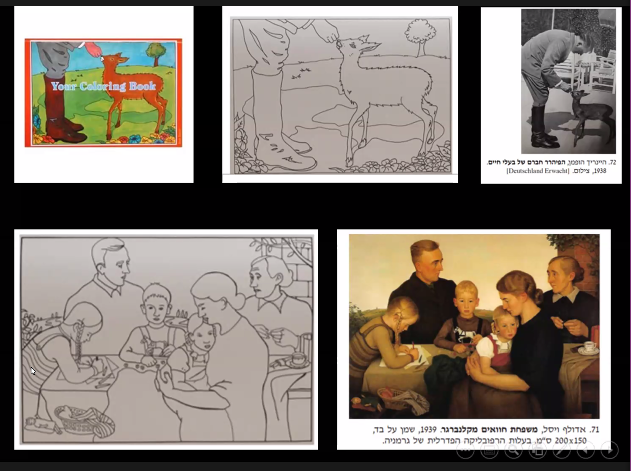 Your Coloring Book
72. היינריך הופמן, הפיהרר חברם של בעלי חיים.
1938, צילום. [Deutschland Erwacht]
71. אדולף ויסל, משפחת חוואים מקלנברגר. 1939, שמן על בד,
200x150 ס"מ. בעלות הרפובליקה הפדרלית של גרמניה.